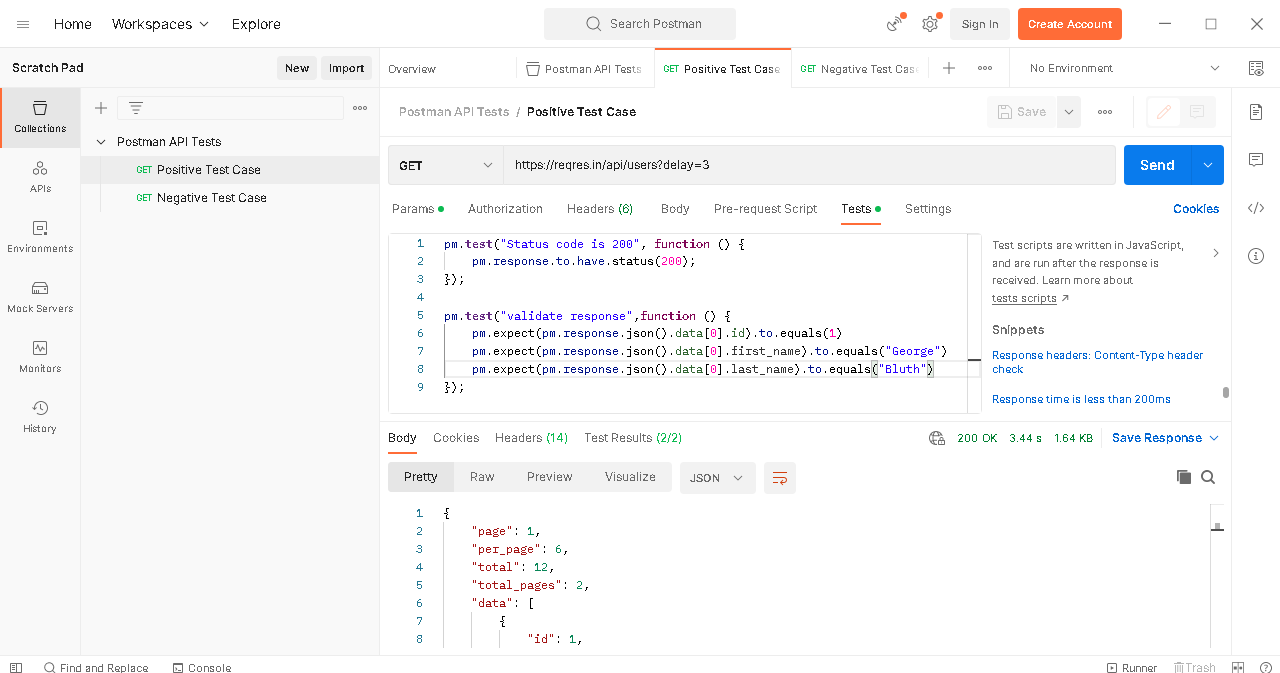 Home Workspaces Explore Search Postman Sign In Create Account
Scratch Pad New Import Overview Postman API Tests GET Positive Test Case GET Negative Test Cas No Environment
Collections
APIs
Environments
Mock Servers
Monitors
History
Postman API Tests
GET Positive Test Case
GET Negative Test Case
Postman API Tests / Positive Test Case Save
GET https://reqres.in/api/users?delay=3 Send
Params Authorization Headers (6) Body Pre-request Script Tests Settings Cookies
1 pm.test("Status code is 200", function () {
2 pm.response.to.have.status(200);
3 });
4
5 pm.test("validate response",function () {
6 pm.expect(pm.response.json().data[0].id).to.equals(1)
7 pm.expect(pm.response.json().data[0].first_name).to.equals("George")
8 pm.expect(pm.response.json().data[0].last_name).to.equals("Bluth")
9 });
Test scripts are written in JavaScript,
and are run after the response is
received. Learn more about
tests scripts ↗
Snippets
Response headers: Content-Type header
check
Response time is less than 200ms
Body Cookies Headers (14) Test Results (2/2) 200 OK 3.44 s 1.64 KB Save Response
Pretty Raw Preview Visualize JSON
1 {
2 "page": 1,
3 "per_page": 6,
4 "total": 12,
5 "total_pages": 2,
6 "data": [
7 {
8 "id": 1,
Find and Replace Console Runner Trash